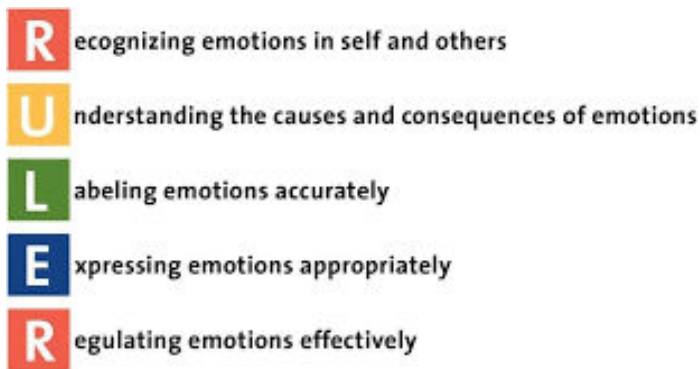 Recognizing emotions in self and others
Understanding the causes and consequences of emotions
Labeling emotions accurately
Expressing emotions appropriately
Regulating emotions effectively